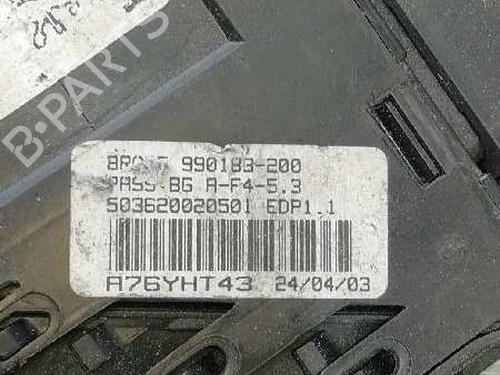 B-PARTS
990183-200
PASS.BG A-F4-5.3
503620020501 EDP1.1
A76YHT43 24/04/03